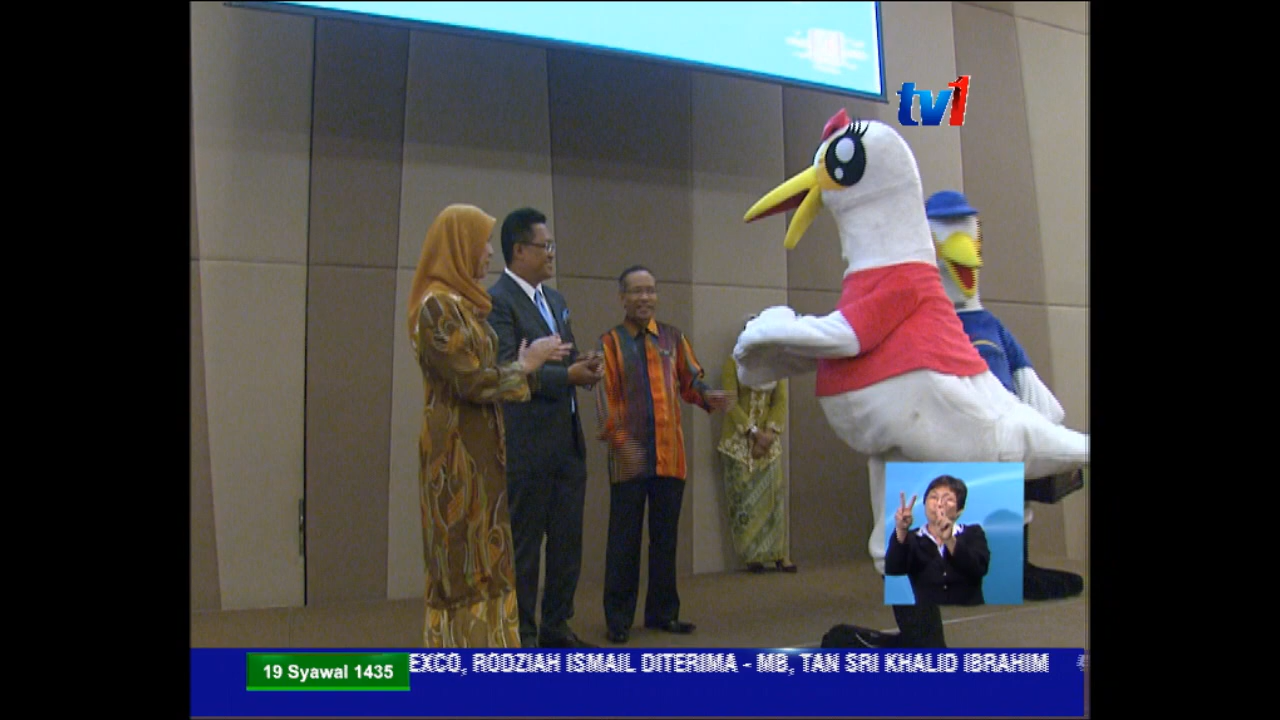 tv1
19 Syawal 1435
EXCO, RODZIAH ISMAIL DITERIMA - MB, TAN SRI KHALID IBRAHIM